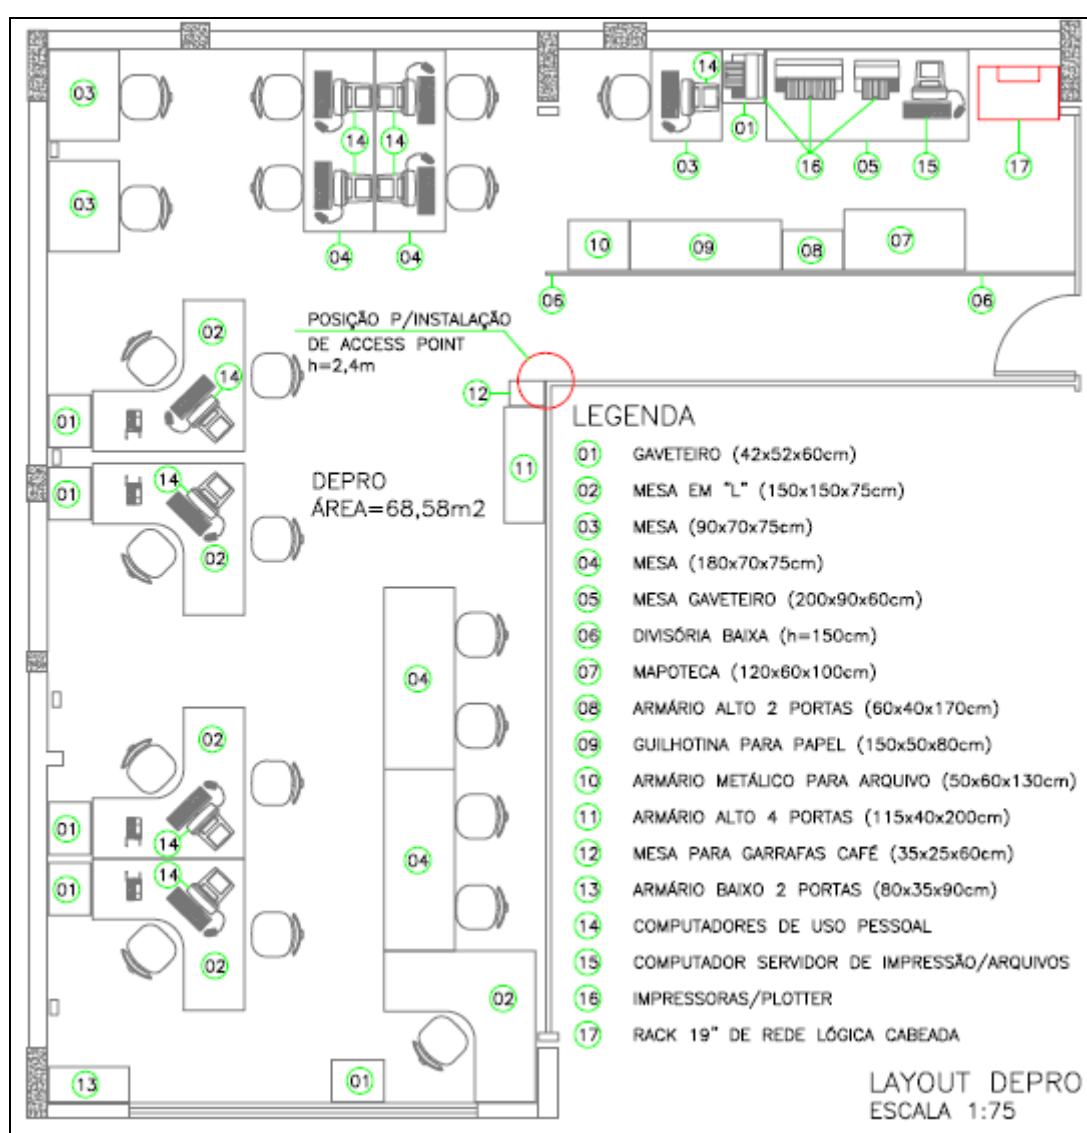 03
14
01
14
14
03
16
05
15
17
03
10
09
08
07
04
04
06
06
02
POSIÇÃO P/INSTALAÇÃO
DE ACCESS POINT
h=2,4m
14
12
01
LEGENDA
01 GAVETEIRO (42x52x60cm)
02 MESA EM "L" (150x150x75cm)
03 MESA (90x70x75cm)
04 MESA (180x70x75cm)
05 MESA GAVETEIRO (200x90x60cm)
06 DIVISÓRIA BAIXA (h=150cm)
07 MAPOTECA (120x60x100cm)
08 ARMÁRIO ALTO 2 PORTAS (60x40x170cm)
09 GUILHOTINA PARA PAPEL (150x50x80cm)
10 ARMÁRIO METÁLICO PARA ARQUIVO (50x60x130cm)
11 ARMÁRIO ALTO 4 PORTAS (115x40x200cm)
12 MESA PARA GARRAFAS CAFÉ (35x25x60cm)
13 ARMÁRIO BAIXO 2 PORTAS (80x35x90cm)
14 COMPUTADORES DE USO PESSOAL
15 COMPUTADOR SERVIDOR DE IMPRESSÃO/ARQUIVOS
16 IMPRESSORAS/PLOTTER
17 RACK 19" DE REDE LÓGICA CABEADA
11
14
01
DEPRO
ÁREA=68,58m2
02
04
02
01
14
04
14
01
02
02
13
01
LAYOUT DEPRO
ESCALA 1:75